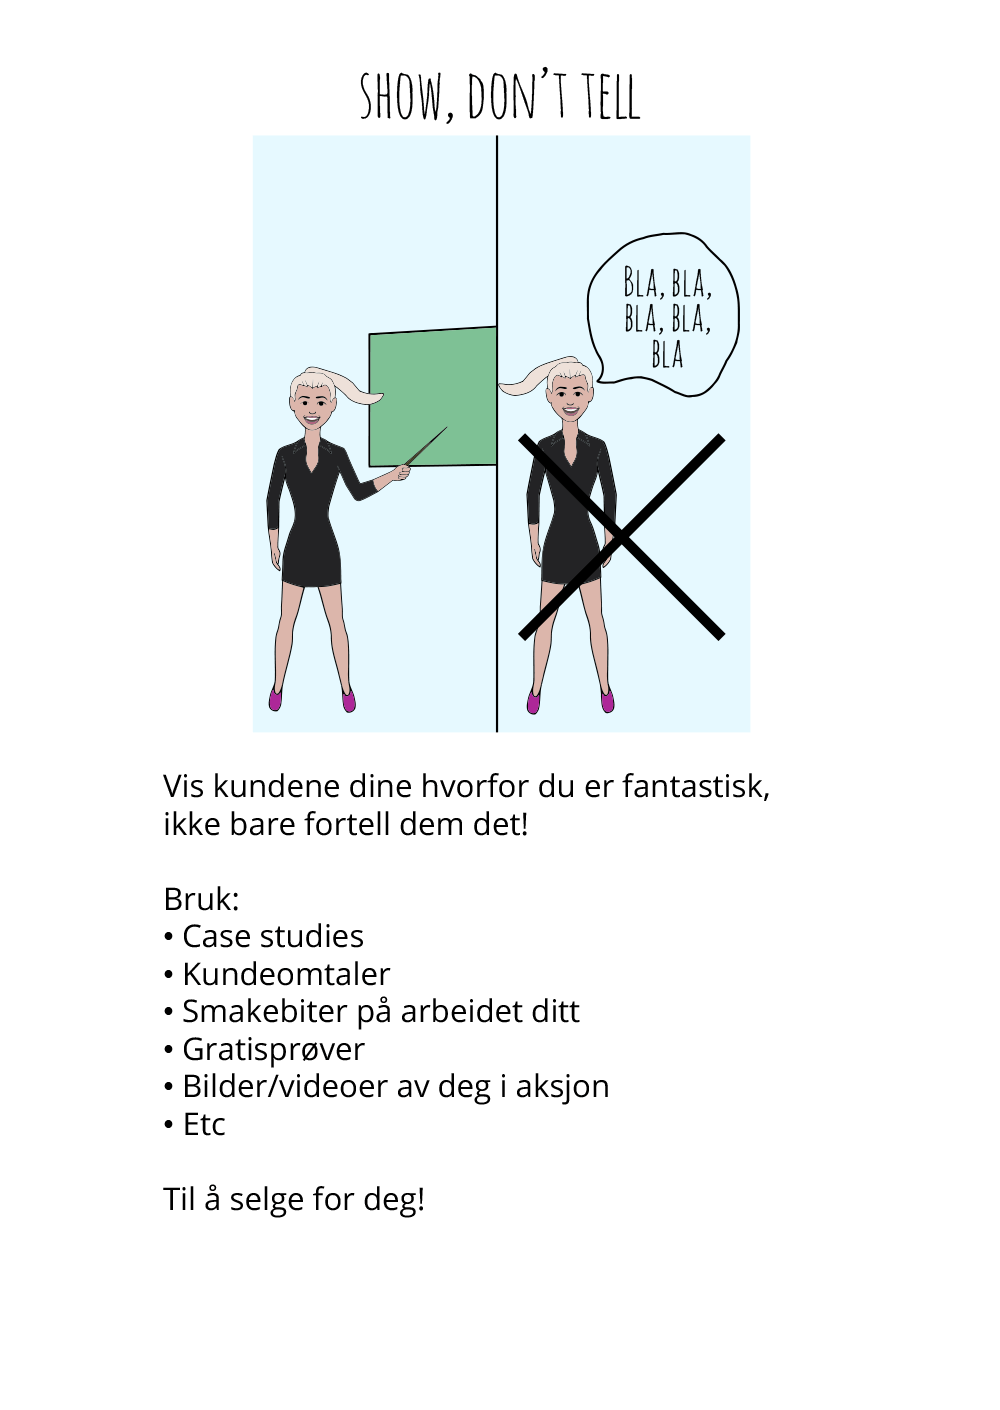 SHOW, DON'T TELL
BLA, BLA,
BLA, BLA,
BLA
Vis kundene dine hvorfor du er fantastisk,
ikke bare fortell dem det!
Bruk:
• Case studies
• Kundeomtaler
• Smakebiter på arbeidet ditt
• Gratisprøver
• Bilder/videoer av deg i aksjon
• Etc
Til å selge for deg!